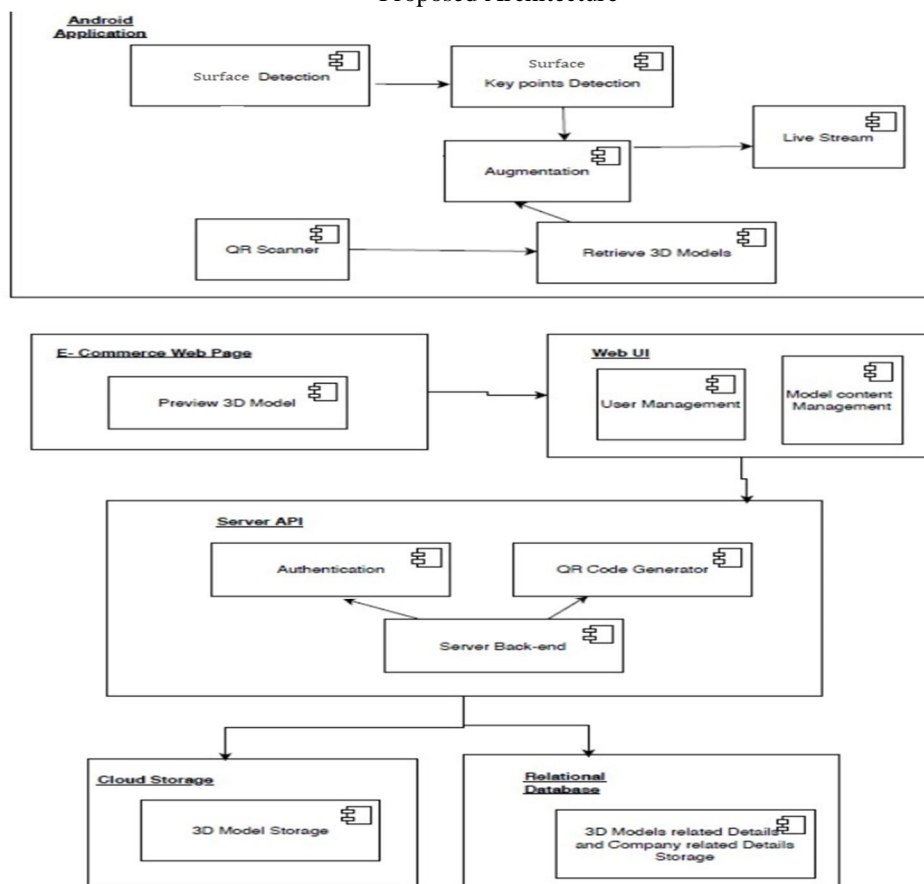 Proposed Architecture
Android
Application
Surface Detection
Surface
Key points Detection
Live Stream
Augmentation
QR Scanner
Retrieve 3D Models
E- Commerce Web Page
Preview 3D Model
Web UI
User Management
Model content
Management
Server API
Authentication
QR Code Generator
Server Back-end
Cloud Storage
3D Model Storage
Relational
Database
3D Models related Details
and Company related Details
Storage